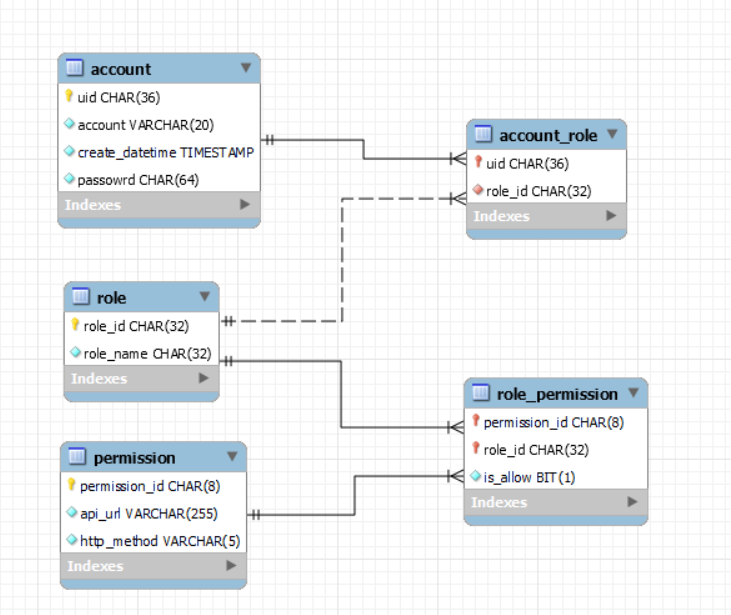 account
uid CHAR(36)
account VARCHAR(20)
create_datetime TIMESTAMP
passowrd CHAR(64)
Indexes
account_role
uid CHAR(36)
role_id CHAR(32)
Indexes
role
role_id CHAR(32)
role_name CHAR(32)
Indexes
role_permission
permission_id CHAR(8)
role_id CHAR(32)
is_allow BIT(1)
Indexes
permission
permission_id CHAR(8)
api_url VARCHAR(255)
http_method VARCHAR(5)
Indexes